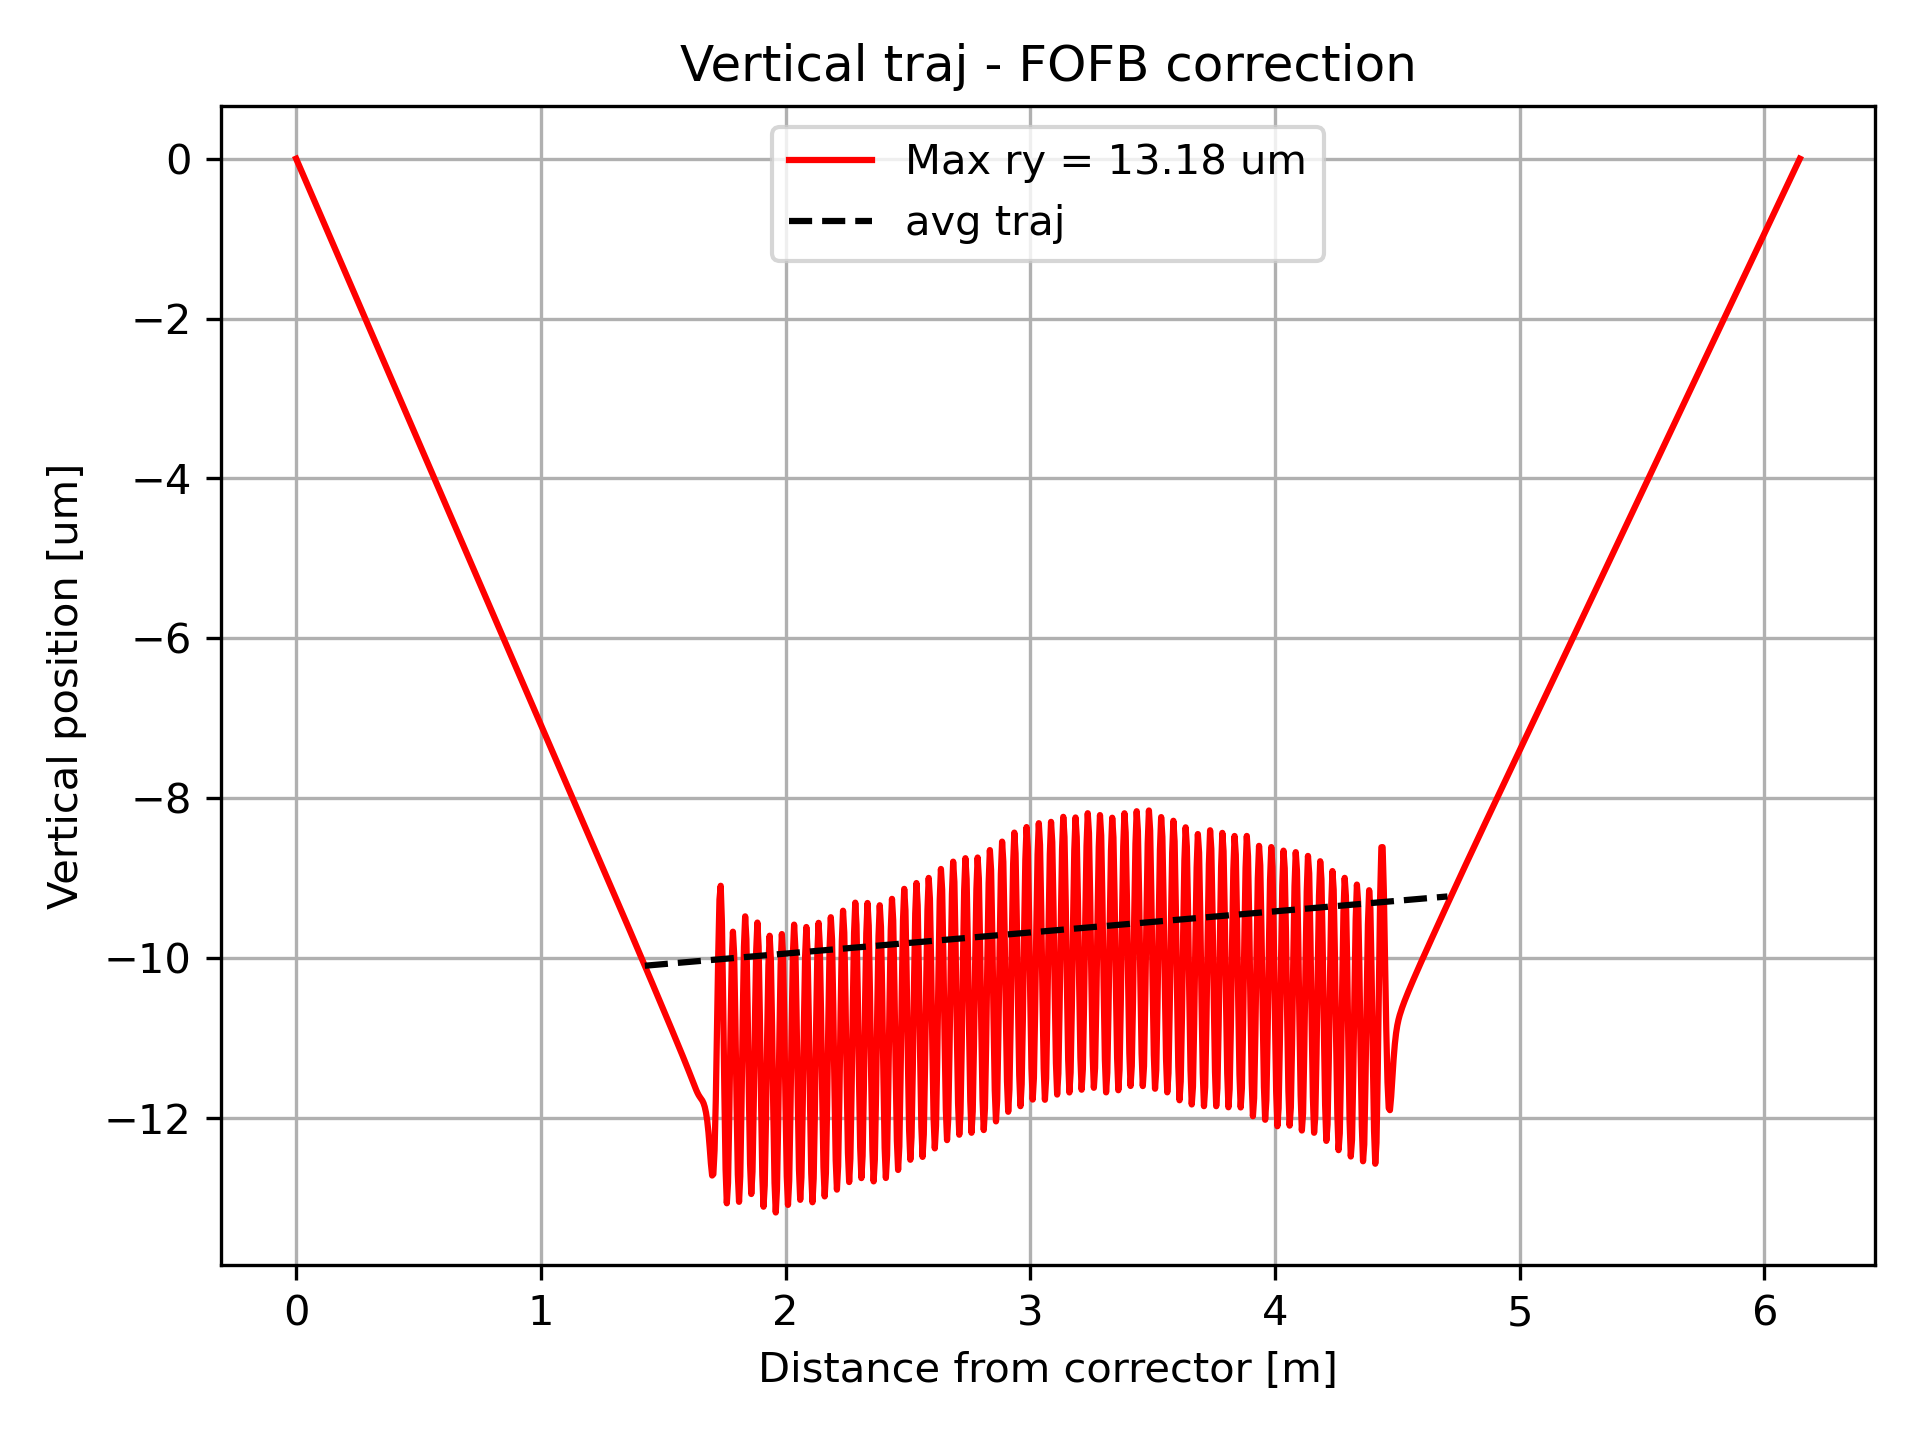 Vertical traj - FOFB correction
Max ry = 13.18 um
avg traj
Vertical position [um]
0
−2
−4
−6
−8
−10
−12
0 1 2 3 4 5 6
Distance from corrector [m]